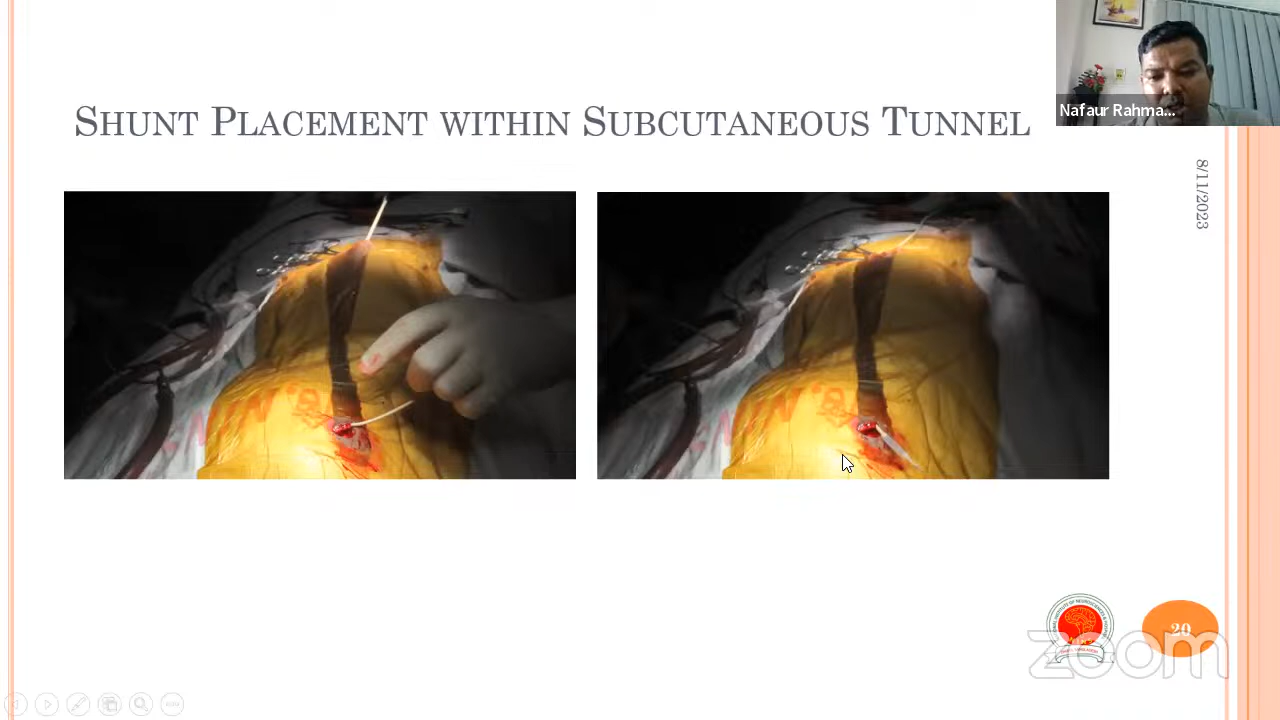 SHUNT PLACEMENT WITHIN SUBCUTANEOUS TUNNEL
Nafaur Rahma...
8/11/2023
20
zoom